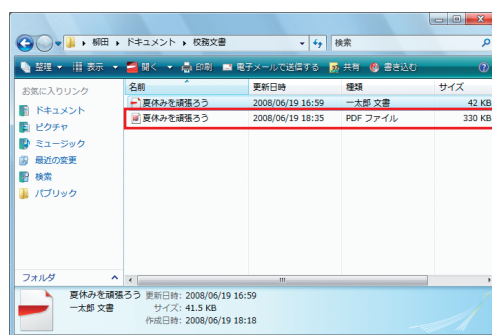 柳田 ▸ ドキュメント ▸ 校務文書
検索
整理 表示 開く 印刷 電子メールで送信する 共有 書き込む
お気に入りリンク
ドキュメント
ピクチャ
ミュージック
最近の変更
検索
パブリック
名前 更新日時 種類 サイズ
夏休みを頑張ろう 2008/06/19 16:59 一太郎 文書 42 KB
夏休みを頑張ろう 2008/06/19 18:35 PDF ファイル 330 KB
フォルダ
夏休みを頑張ろう 更新日時: 2008/06/19 16:59
一太郎 文書 サイズ: 41.5 KB
作成日時: 2008/06/19 18:18